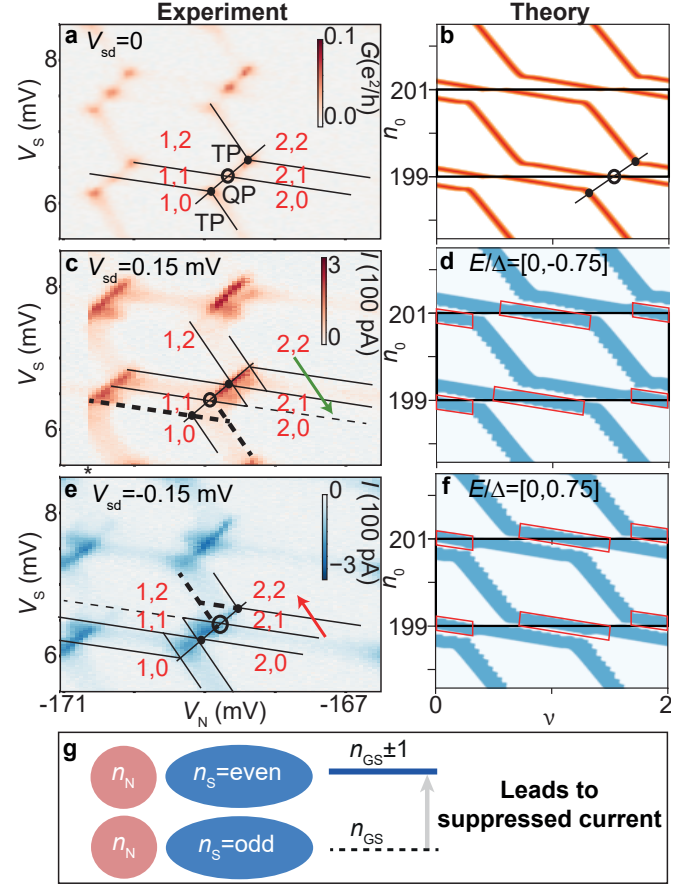 Experiment
Theory
a
V_sd=0
0.1
G(e²/h)
0.0
8
V_S (mV)
6
1,2
TP
2,2
1,1
2,1
QP
1,0
2,0
TP
b
201
n⁰_u
199
c
V_sd=0.15 mV
3
I (100 pA)
0
8
V_S (mV)
6
1,2
2,2
1,1
2,1
1,0
2,0
*
d
E/Δ=[0,-0.75]
201
n⁰_u
199
e
V_sd=-0.15 mV
0
I (100 pA)
−3
8
V_S (mV)
6
1,2
2,2
1,1
2,1
1,0
2,0
-171
V_N (mV)
-167
f
E/Δ=[0,0.75]
201
n⁰_u
199
0
ν
2
g
n_N
n_S=even
n_GS±1
n_N
n_S=odd
n_GS
Leads to
suppressed current